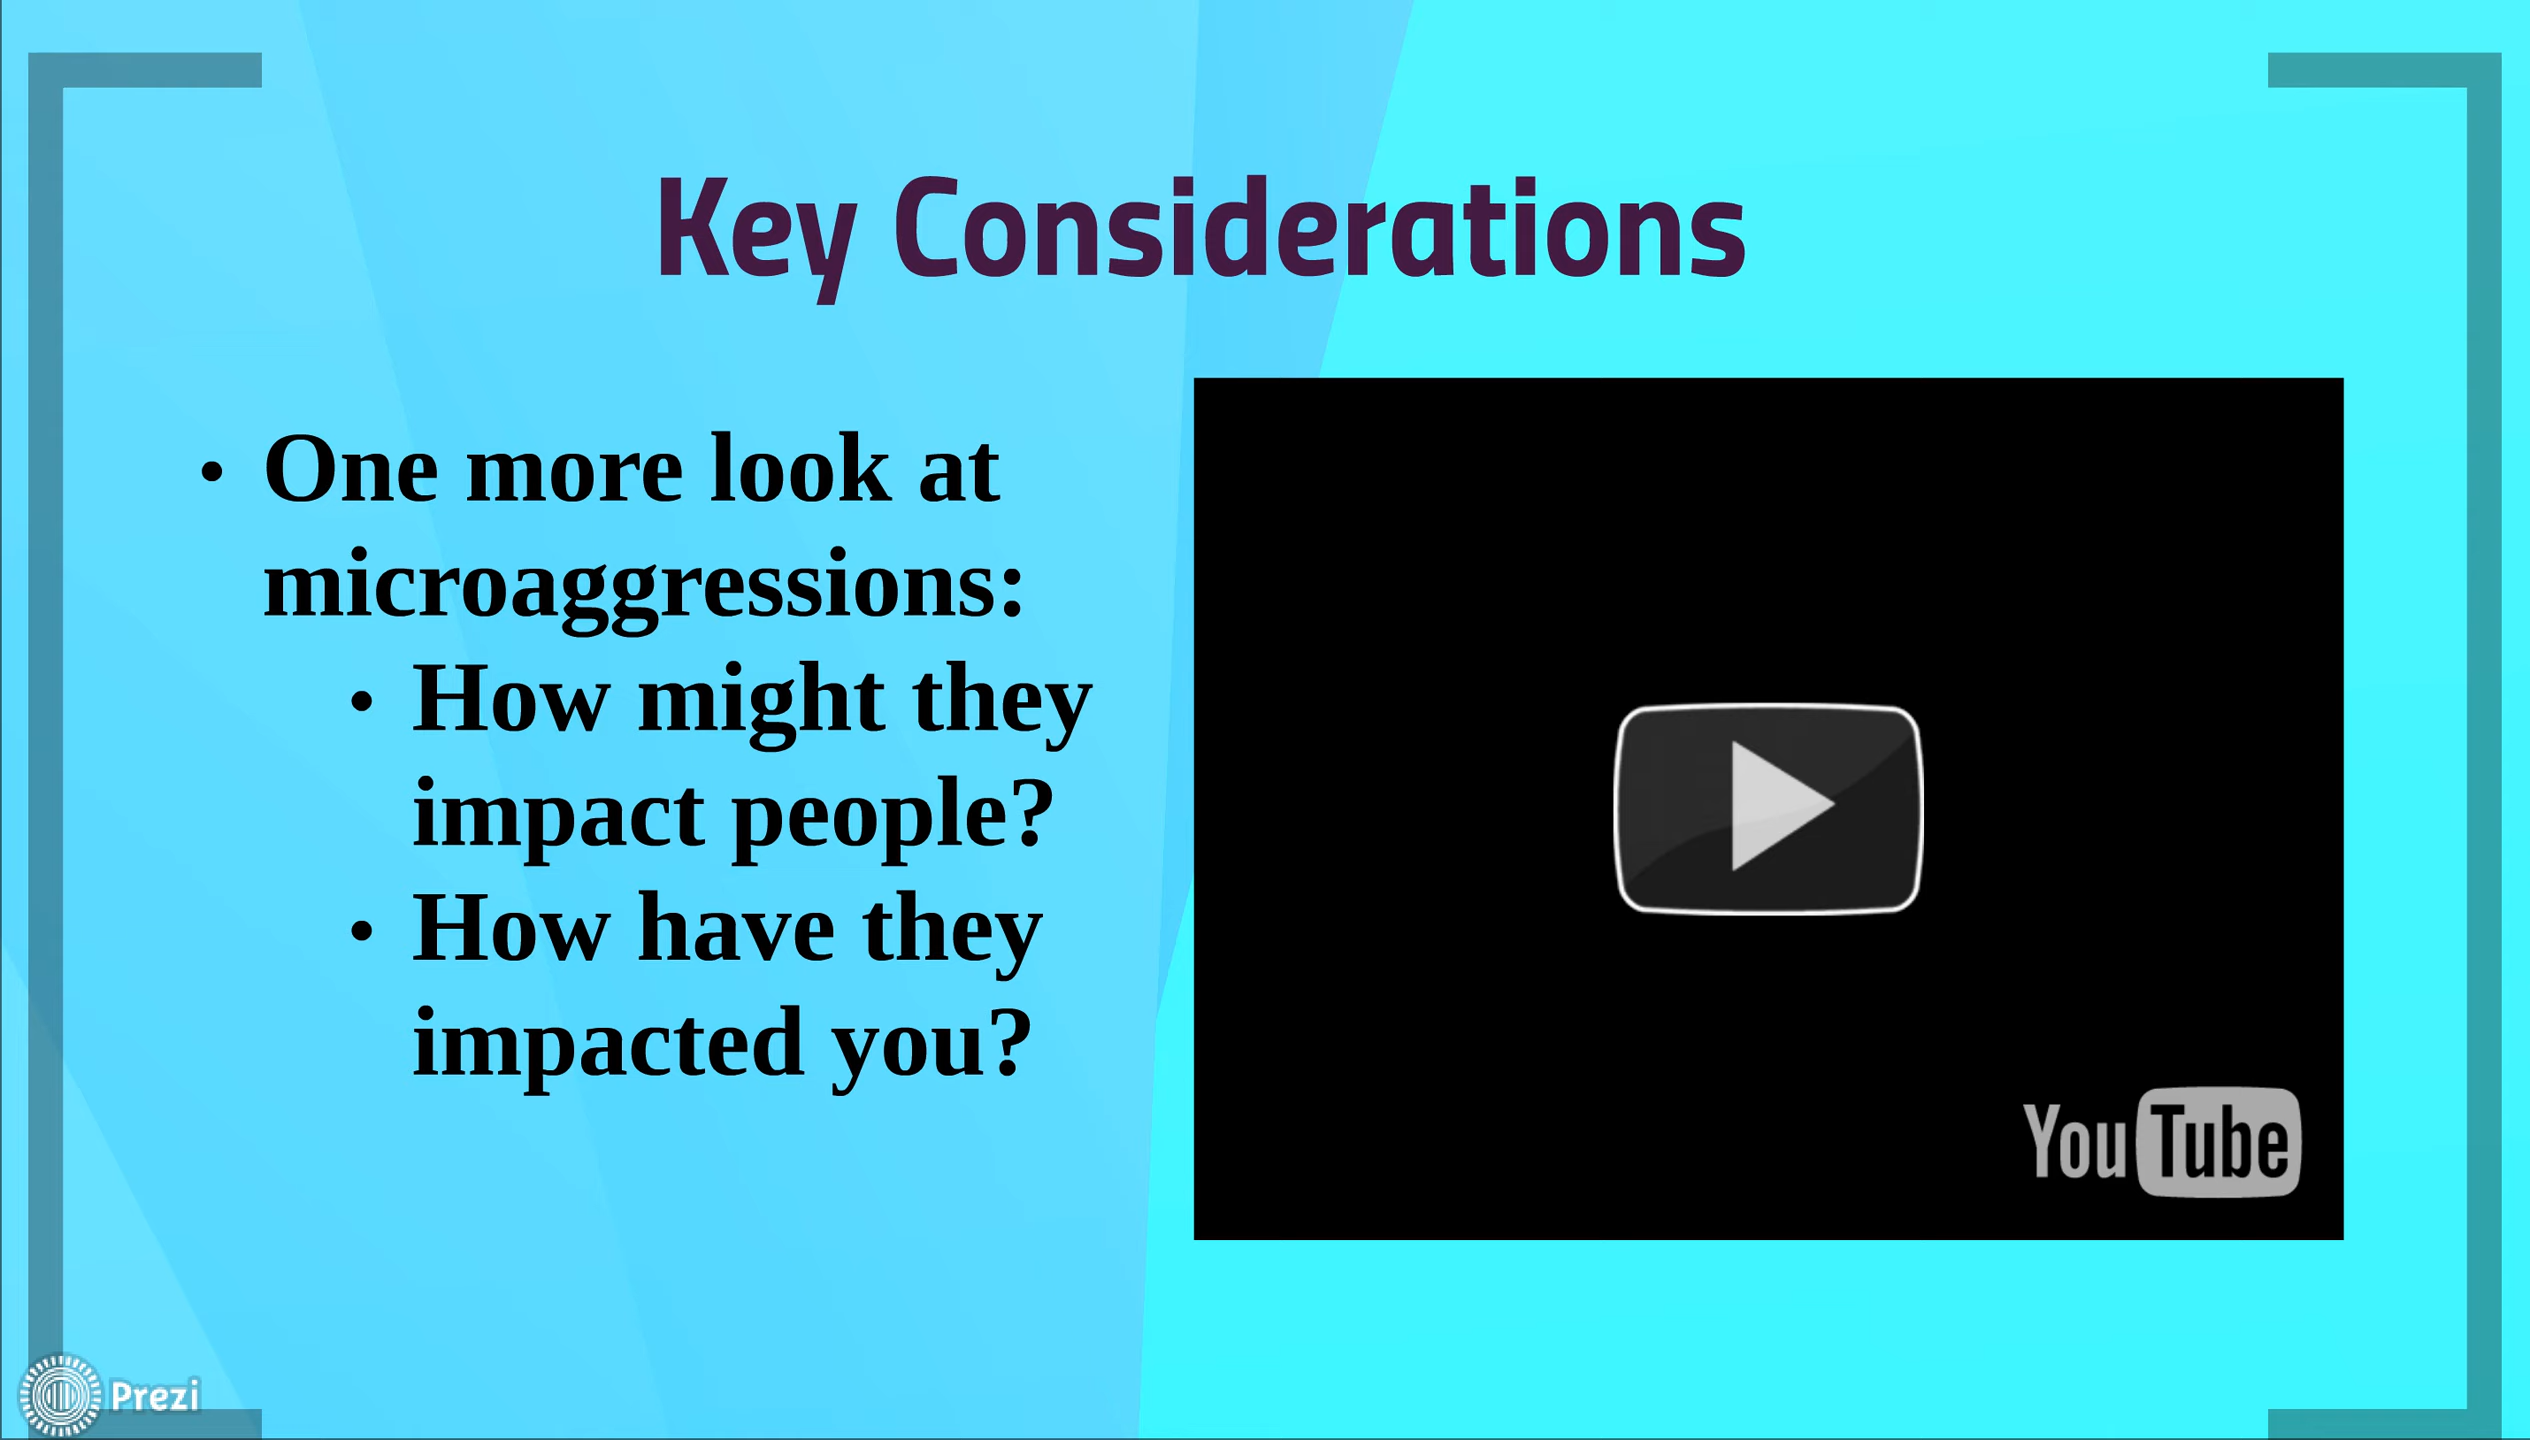 Key Considerations
• One more look at
microaggressions:
• How might they
impact people?
• How have they
impacted you?
YouTube
Prezi